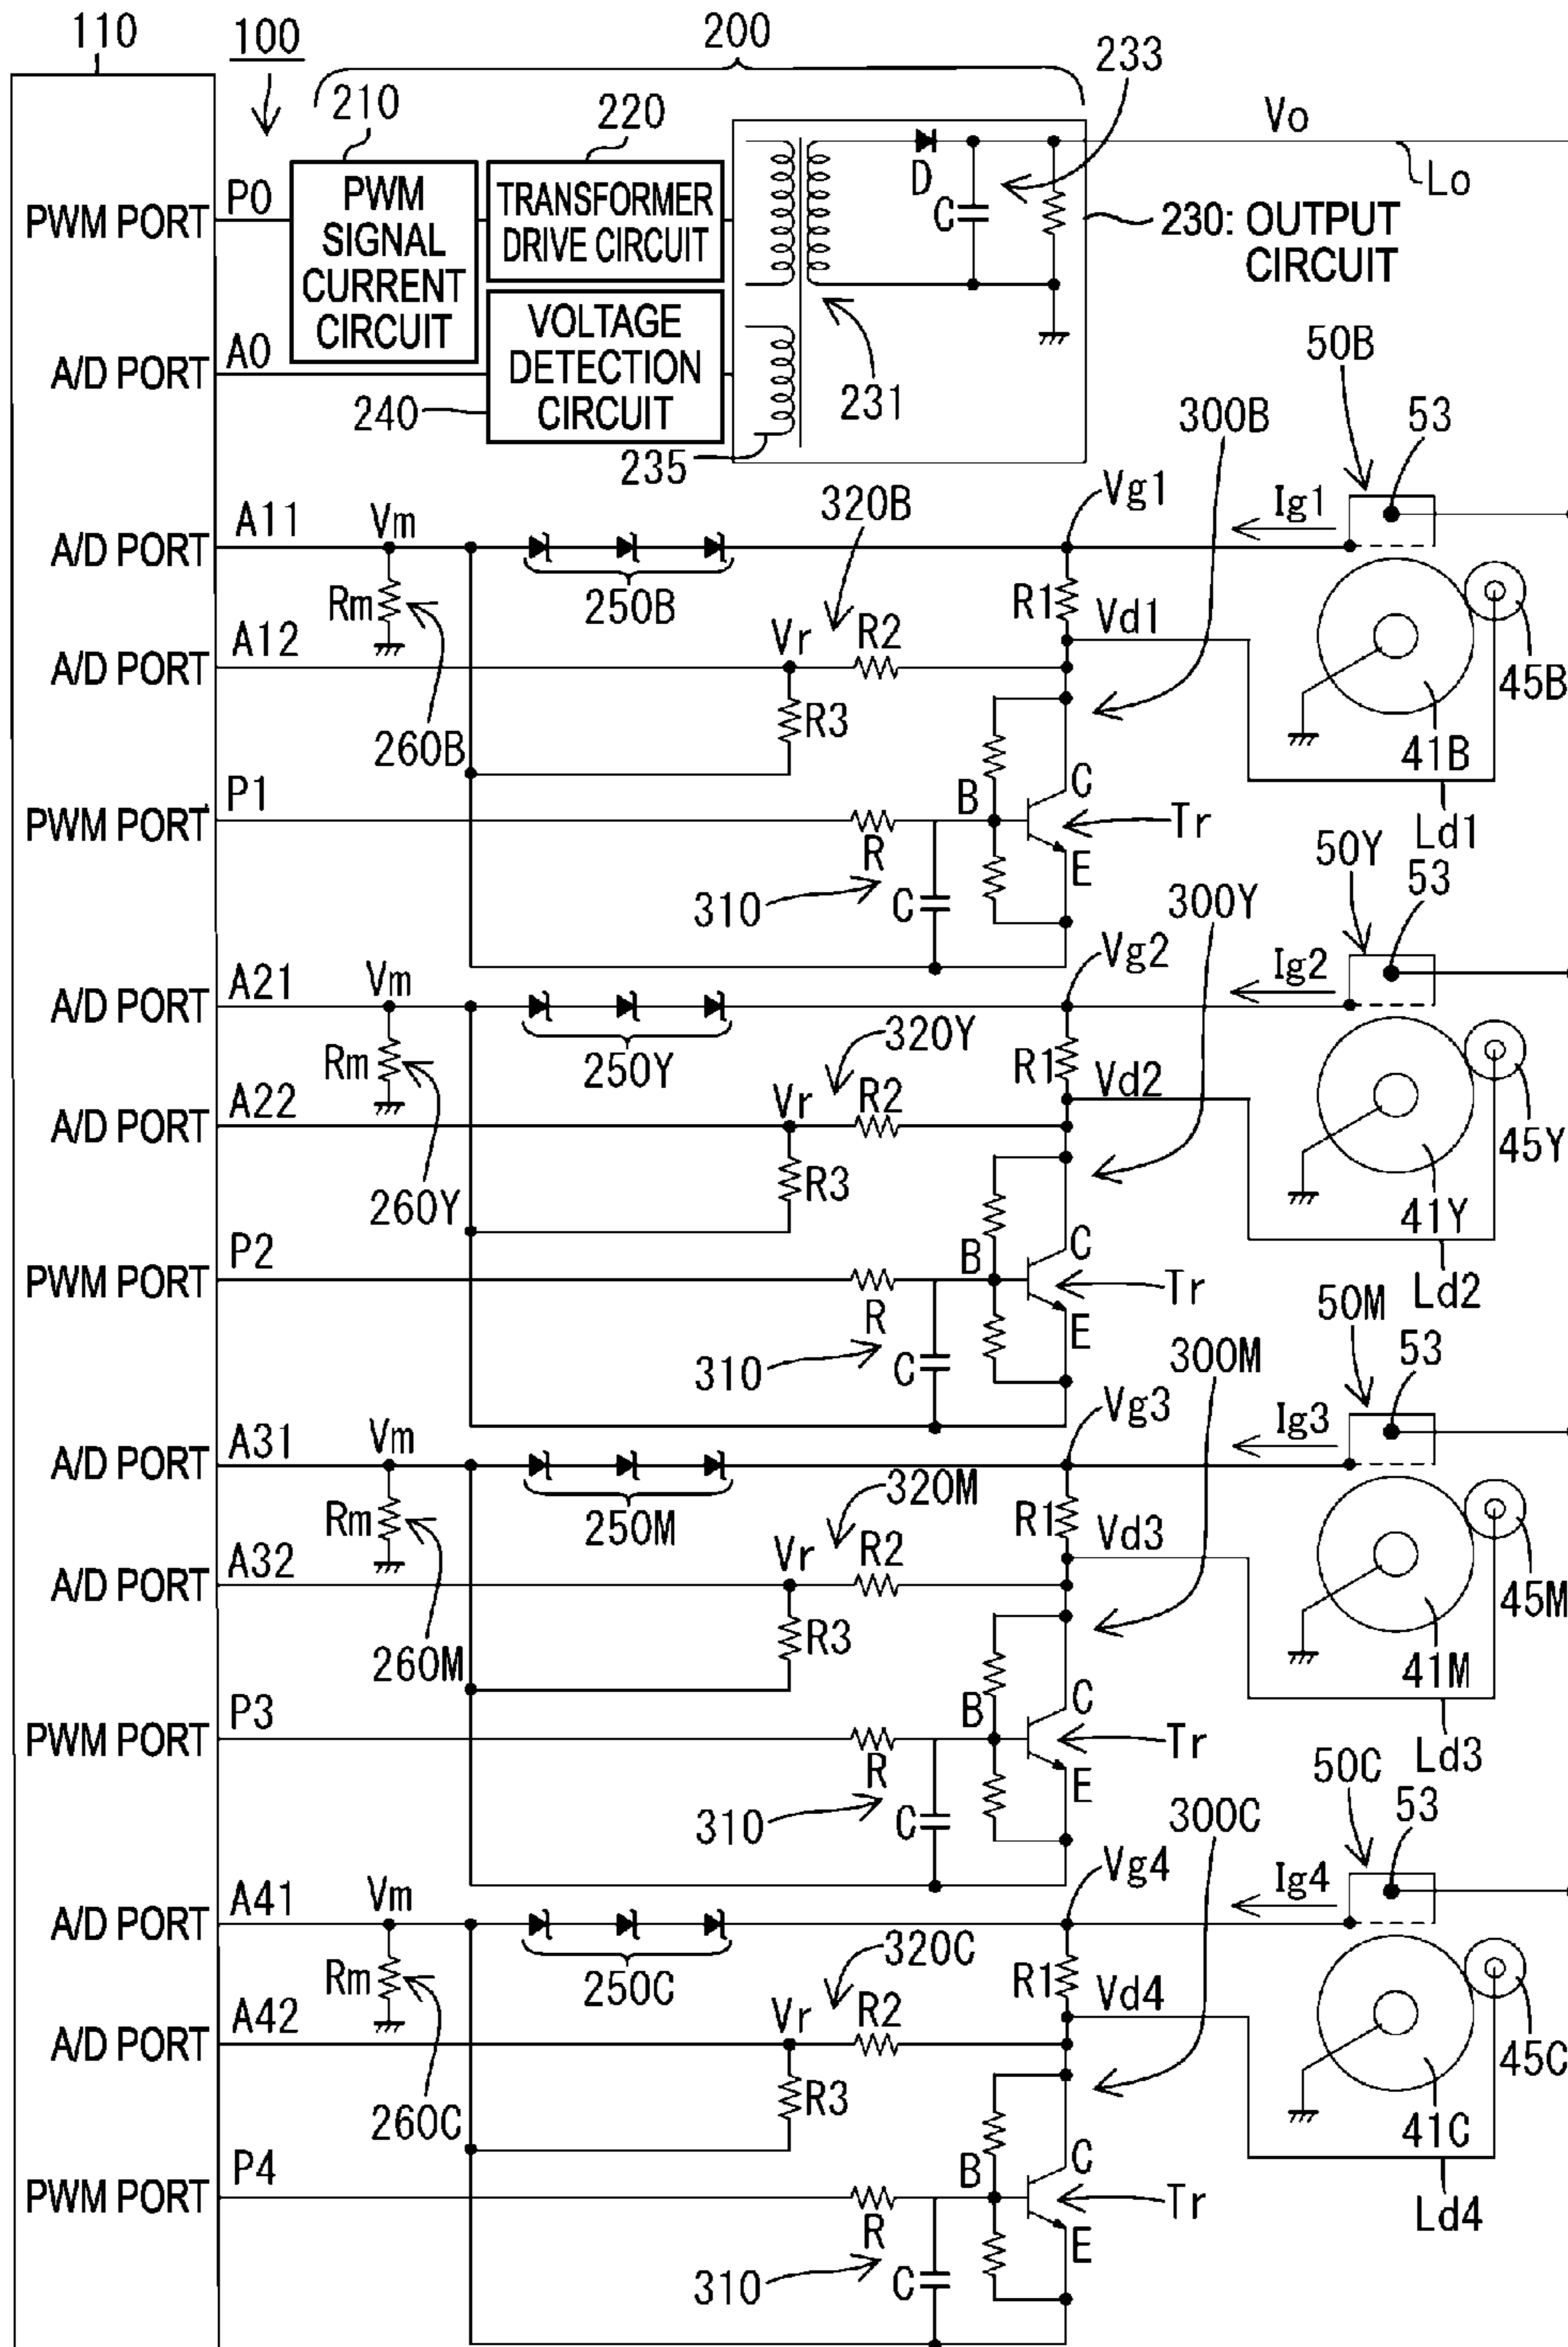 110
100
200
233
210
220
Vo
D
C
Lo
PWM PORT
P0
PWM
SIGNAL
CURRENT
CIRCUIT
TRANSFORMER
DRIVE CIRCUIT
230: OUTPUT
CIRCUIT
A/D PORT
A0
VOLTAGE
DETECTION
CIRCUIT
240
231
235
50B
53
300B
A/D PORT
A11
Vm
320B
Vg1
Ig1
Rm
250B
R1
A/D PORT
A12
Vr
R2
Vd1
45B
260B
R3
41B
PWM PORT
P1
B
C
Tr
Ld1
R
E
310
C
50Y
53
300Y
A/D PORT
A21
Vm
Vg2
Ig2
Rm
250Y
320Y
R1
A/D PORT
A22
Vr
R2
Vd2
45Y
260Y
R3
41Y
PWM PORT
P2
B
C
Tr
Ld2
R
E
310
C
50M
53
300M
A/D PORT
A31
Vm
Vg3
Ig3
Rm
250M
320M
R1
A/D PORT
A32
Vr
R2
Vd3
45M
260M
R3
41M
PWM PORT
P3
B
C
Tr
Ld3
R
E
310
C
50C
53
300C
A/D PORT
A41
Vm
Vg4
Ig4
Rm
250C
320C
R1
A/D PORT
A42
Vr
R2
Vd4
45C
260C
R3
41C
PWM PORT
P4
B
C
Tr
Ld4
R
E
310
C